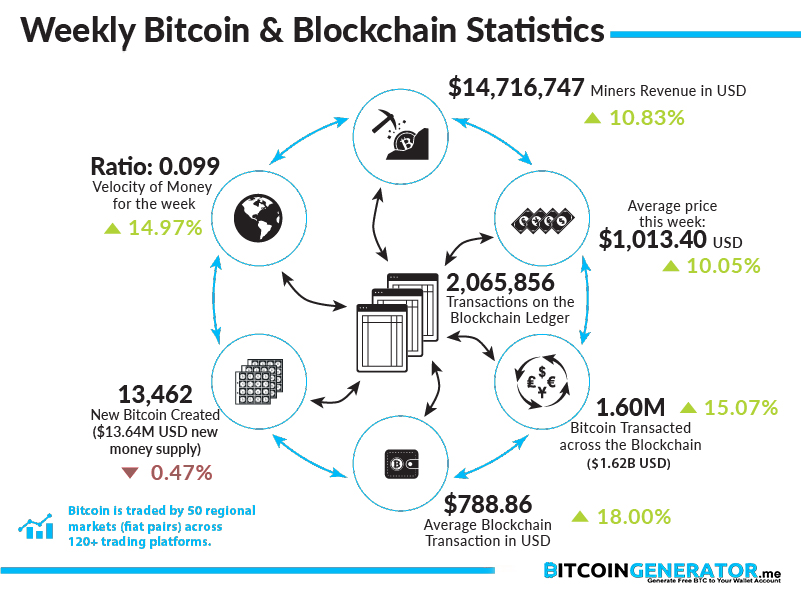 Weekly Bitcoin & Blockchain Statistics
$14,716,747 Miners Revenue in USD
▲ 10.83%
Ratio: 0.099
Velocity of Money
for the week
▲ 14.97%
Average price
this week:
$1,013.40 USD
▲ 10.05%
2,065,856
Transactions on the
Blockchain Ledger
13,462
New Bitcoin Created
($13.64M USD new
money supply)
▼ 0.47%
$ € ¥ £
1.60M ▲ 15.07%
Bitcoin Transacted
across the Blockchain
($1.62B USD)
$788.86
Average Blockchain
Transaction in USD
▲ 18.00%
Bitcoin is traded by 50 regional
markets (fiat pairs) across
120+ trading platforms.
BITCOINGENERATOR.me
Generate Free BTC to Your Wallet Account